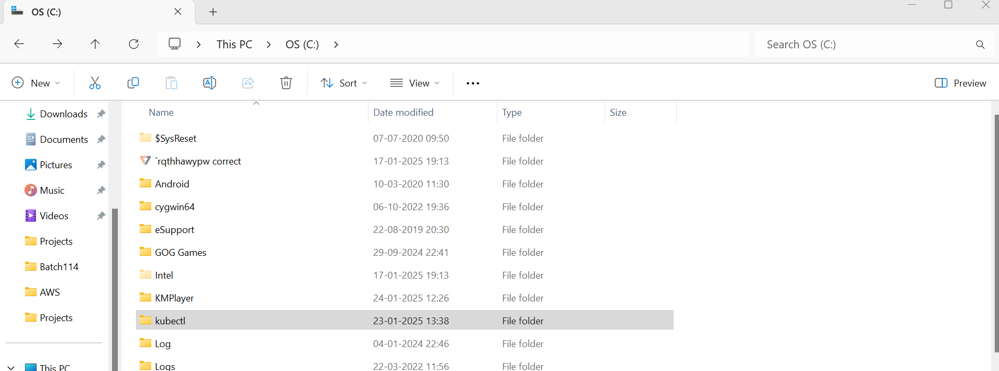 OS (C:)
This PC > OS (C:) >
Search OS (C:)
New
Sort
View
Preview
Downloads
Documents
Pictures
Music
Videos
Projects
Batch114
AWS
Projects
This PC
Name Date modified Type Size
$SysReset 07-07-2020 09:50 File folder
`rqthhawypw correct 17-01-2025 19:13 File folder
Android 10-03-2020 11:30 File folder
cygwin64 06-10-2022 19:36 File folder
eSupport 22-08-2019 20:30 File folder
GOG Games 29-09-2024 22:41 File folder
Intel 17-01-2025 19:13 File folder
KMPlayer 24-01-2025 12:26 File folder
kubectl 23-01-2025 13:38 File folder
Log 04-01-2024 22:46 File folder
Logs 22-03-2022 11:56 File folder